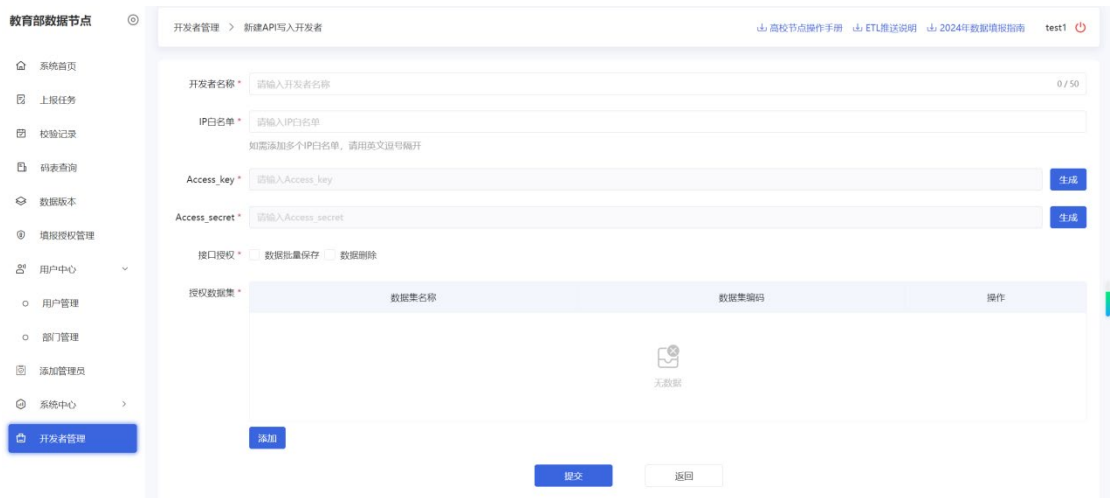 教育部数据节点
开发者管理 > 新建API写入开发者
高校节点操作手册 ETL推送说明 2024年数据填报指南 test1
系统首页
上报任务
校验记录
码表查询
数据版本
填报授权管理
用户中心
用户管理
部门管理
添加管理员
系统中心
开发者管理
开发者名称 * 请输入开发者名称 0 / 50
IP白名单 * 请输入IP白名单
如需添加多个IP白名单，请用英文逗号隔开
Access_key * 请输入Access_key 生成
Access_secret * 请输入Access_secret 生成
接口授权 * 数据批量保存 数据删除
授权数据集 * 数据集名称 数据集编码 操作
无数据
添加
提交 返回